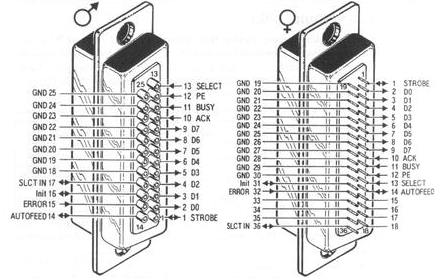 ♂ ♀
13
25
13 SELECT
12 PE
GND 25
11 BUSY
GND 24
10 ACK
GND 23
9 D7
GND 22
8 D6
GND 21
7 D5
GND 20
6 D4
GND 19
5 D3
GND 18
4 D2
SLCT IN 17
3 D1
Init 16
2 D0
ERROR 15
1 STROBE
AUTOFEED 14
14
1
19
GND 19
1 STROBE
GND 20
2 D0
GND 21
3 D1
GND 22
4 D2
GND 23
5 D3
GND 24
6 D4
GND 25
7 D5
GND 26
8 D6
GND 27
9 D7
GND 28
10 ACK
GND 29
11 BUSY
GND 30
12 PE
Init 31
13 SELECT
ERROR 32
14 AUTOFEED
33
15
34
16
35
17
SLCT IN 36
18
36
18